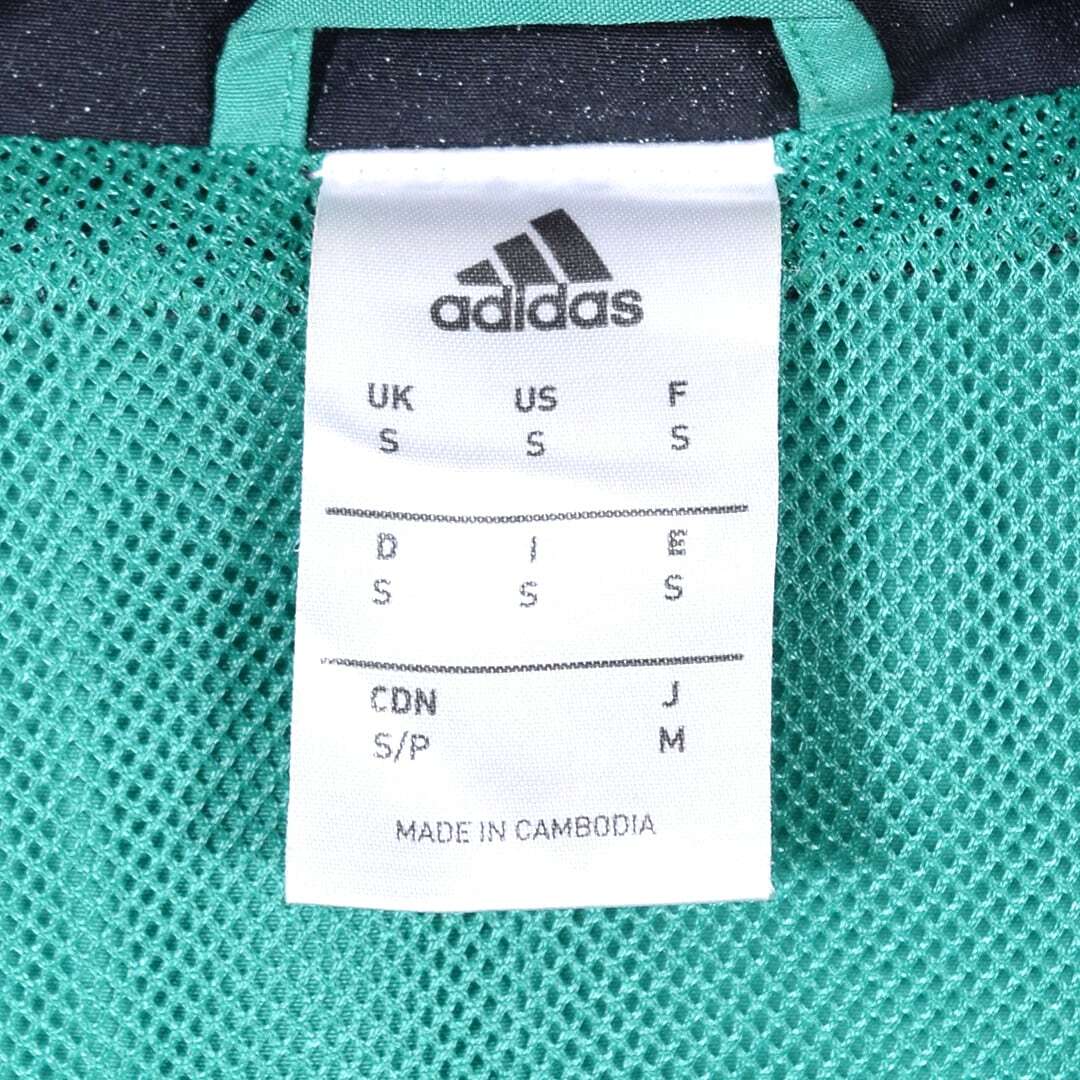 adidas
UK US F
S S S
D I E
S S S
CDN J
S/P M
MADE IN CAMBODIA